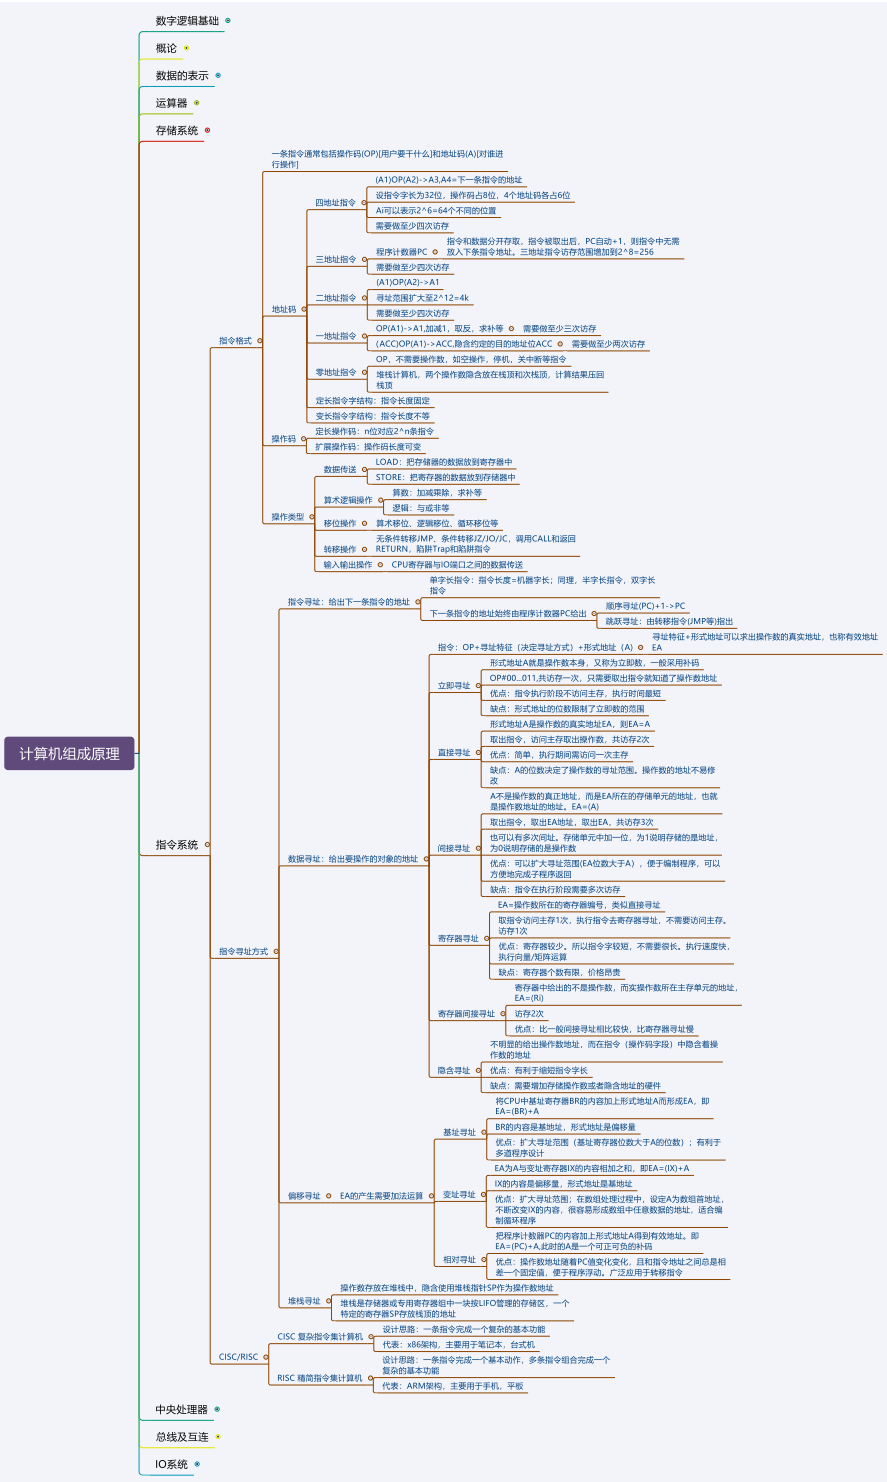 数字逻辑基础
概论
数据的表示
运算器
存储系统
一条指令通常包括操作码(OP)[用户要干什么]和地址码(A)[对谁进
行操作]
(A1)OP(A2)->A3,A4=下一条指令的地址
四地址指令
设指令字长为32位，操作码占8位，4个地址码各占6位
Ai可以表示2^6=64个不同的位置
需要做至少四次访存
指令和数据分开存取，指令被取出后，PC自动+1，则指令中无需
放入下条指令地址。三地址指令访存范围增加到2^8=256
程序计数器PC
三地址指令
需要做至少四次访存
(A1)OP(A2)->A1
二地址指令
寻址范围扩大至2^12=4k
需要做至少四次访存
地址码
OP(A1)->A1,加减1，取反，求补等
需要做至少三次访存
一地址指令
(ACC)OP(A1)->ACC,隐含约定的目的地址位ACC
需要做至少两次访存
指令格式
OP，不需要操作数，如空操作，停机，关中断等指令
零地址指令
堆栈计算机，两个操作数隐含放在栈顶和次栈顶，计算结果压回
栈顶
定长指令字结构：指令长度固定
变长指令字结构：指令长度不等
定长操作码：n位对应2^n条指令
操作码
扩展操作码：操作码长度可变
LOAD：把存储器的数据放到寄存器中
数据传送
STORE：把寄存器的数据放到存储器中
算数：加减乘除，求补等
算术逻辑操作
逻辑：与或非等
操作类型
移位操作
算术移位、逻辑移位、循环移位等
无条件转移JMP、条件转移JZ/JO/JC，调用CALL和返回
RETURN，陷阱Trap和陷阱指令
转移操作
输入输出操作
CPU寄存器与IO端口之间的数据传送
单字长指令：指令长度=机器字长；同理，半字长指令，双字长
指令
指令寻址：给出下一条指令的地址
顺序寻址(PC)+1->PC
下一条指令的地址始终由程序计数器PC给出
跳跃寻址：由转移指令(JMP等)指出
寻址特征+形式地址可以求出操作数的真实地址，也称有效地址
EA
指令：OP+寻址特征（决定寻址方式）+形式地址（A)
形式地址A就是操作数本身，又称为立即数，一般采用补码
OP#00...011,共访存一次，只需要取出指令就知道了操作数地址
立即寻址
优点：指令执行阶段不访问主存，执行时间最短
缺点：形式地址的位数限制了立即数的范围
形式地址A是操作数的真实地址EA，则EA=A
取出指令，访问主存取出操作数，共访存2次
直接寻址
优点：简单，执行期间需访问一次主存
缺点：A的位数决定了操作数的寻址范围。操作数的地址不易修
改
A不是操作数的真正地址，而是EA所在的存储单元的地址，也就
是操作数地址的地址。EA=(A)
取出指令，取出EA地址，取出EA，共访存3次
也可以有多次间址。存储单元中加一位，为1说明存储的是地址，
为0说明存储的是操作数
间接寻址
优点：可以扩大寻址范围(EA位数大于A），便于编制程序，可以
方便地完成子程序返回
缺点：指令在执行阶段需要多次访存
数据寻址：给出要操作的对象的地址
EA=操作数所在的寄存器编号，类似直接寻址
取指令访问主存1次，执行指令去寄存器寻址，不需要访问主存。
访存1次
寄存器寻址
优点：寄存器较少。所以指令字较短，不需要很长。执行速度快，
执行向量/矩阵运算
缺点：寄存器个数有限，价格昂贵
寄存器中给出的不是操作数，而实操作数所在主存单元的地址，
EA=(Ri)
寄存器间接寻址
访存2次
优点：比一般间接寻址相比较快，比寄存器寻址慢
不明显的给出操作数地址，而在指令（操作码字段）中隐含着操
作数的地址
隐含寻址
优点：有利于缩短指令字长
缺点：需要增加存储操作数或者隐含地址的硬件
计算机组成原理
指令系统
指令寻址方式
将CPU中基址寄存器BR的内容加上形式地址A而形成EA，即
EA=(BR)+A
基址寻址
BR的内容是基地址，形式地址是偏移量
优点：扩大寻址范围（基址寄存器位数大于A的位数）；有利于
多道程序设计
EA为A与变址寄存器IX的内容相加之和，即EA=(IX)+A
IX的内容是偏移量，形式地址是基地址
偏移寻址
EA的产生需要加法运算
变址寻址
优点：扩大寻址范围；在数组处理过程中，设定A为数组首地址，
不断改变IX的内容，很容易形成数组中任意数据的地址，适合编
制循环程序
把程序计数器PC的内容加上形式地址A得到有效地址。即
EA=(PC)+A,此时的A是一个可正可负的补码
相对寻址
优点：操作数地址随着PC值变化变化，且和指令地址之间总是相
差一个固定值，便于程序浮动。广泛应用于转移指令
操作数存放在堆栈中，隐含使用堆栈指针SP作为操作数地址
堆栈寻址
堆栈是存储器或专用寄存器组中一块按LIFO管理的存储区，一个
特定的寄存器SP存放栈顶的地址
设计思路：一条指令完成一个复杂的基本功能
CISC 复杂指令集计算机
代表：x86架构，主要用于笔记本，台式机
CISC/RISC
设计思路：一条指令完成一个基本动作，多条指令组合完成一个
复杂的基本功能
RISC 精简指令集计算机
代表：ARM架构，主要用于手机，平板
中央处理器
总线及互连
IO系统